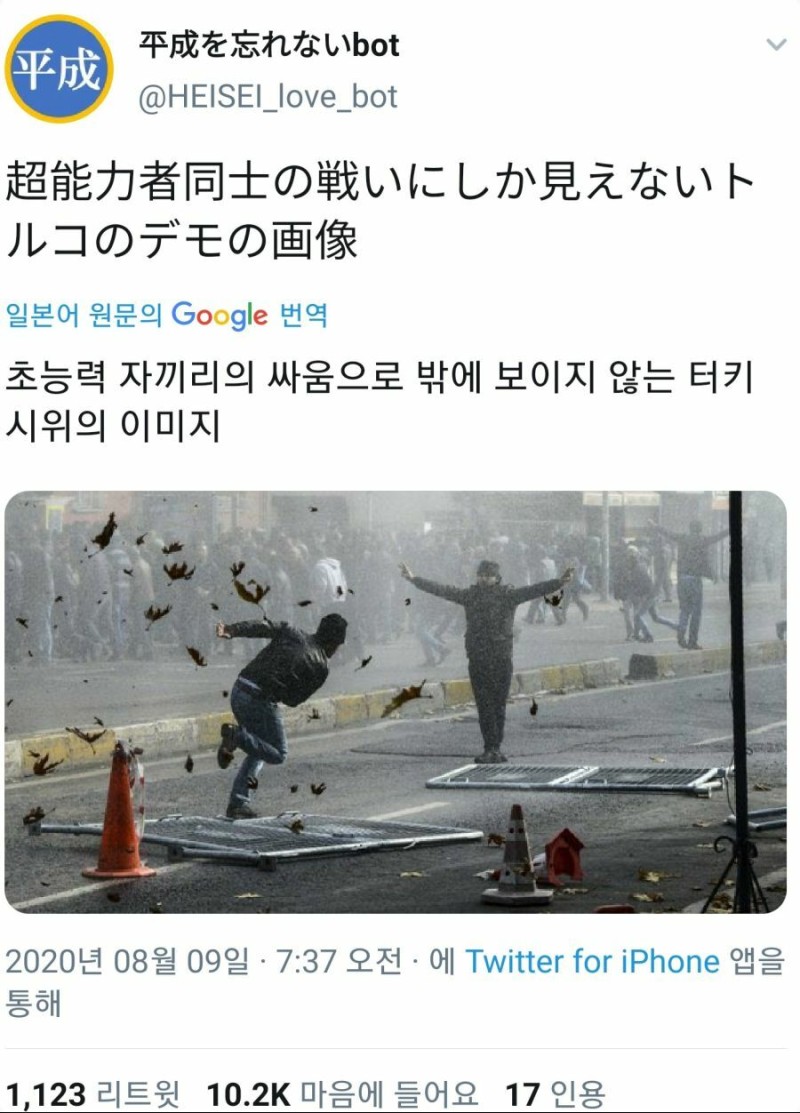 平成
平成を忘れないbot
@HEISEI_love_bot
超能力者同士の戦いにしか見えないト
ルコのデモの画像
일본어 원문의 Google 번역
초능력 자끼리의 싸움으로 밖에 보이지 않는 터키
시위의 이미지
2020년 08월 09일 · 7:37 오전 · 에 Twitter for iPhone 앱을
통해
1,123 리트윗 10.2K 마음에 들어요 17 인용